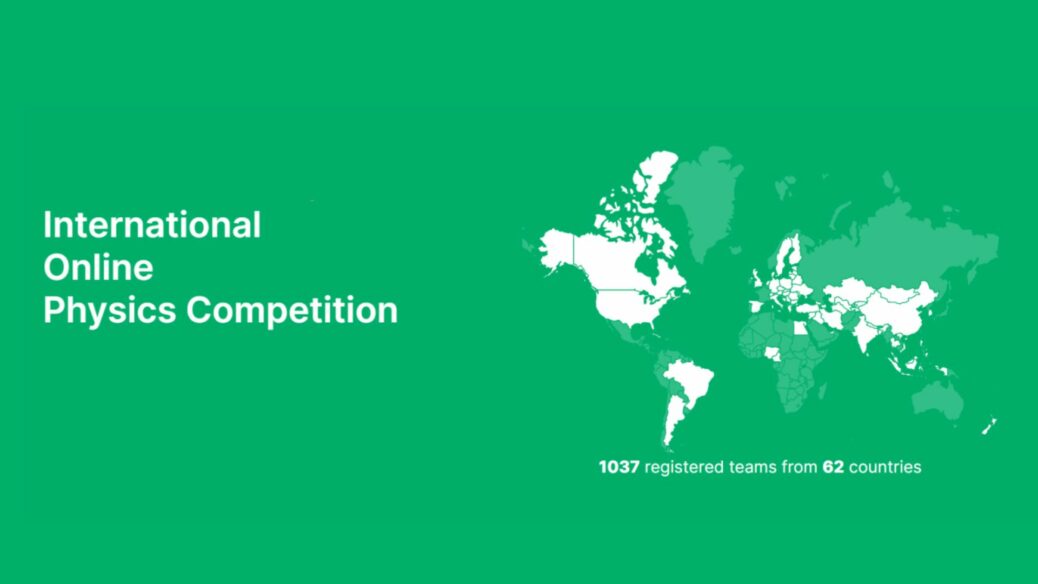 International
Online
Physics Competition
1037 registered teams from 62 countries